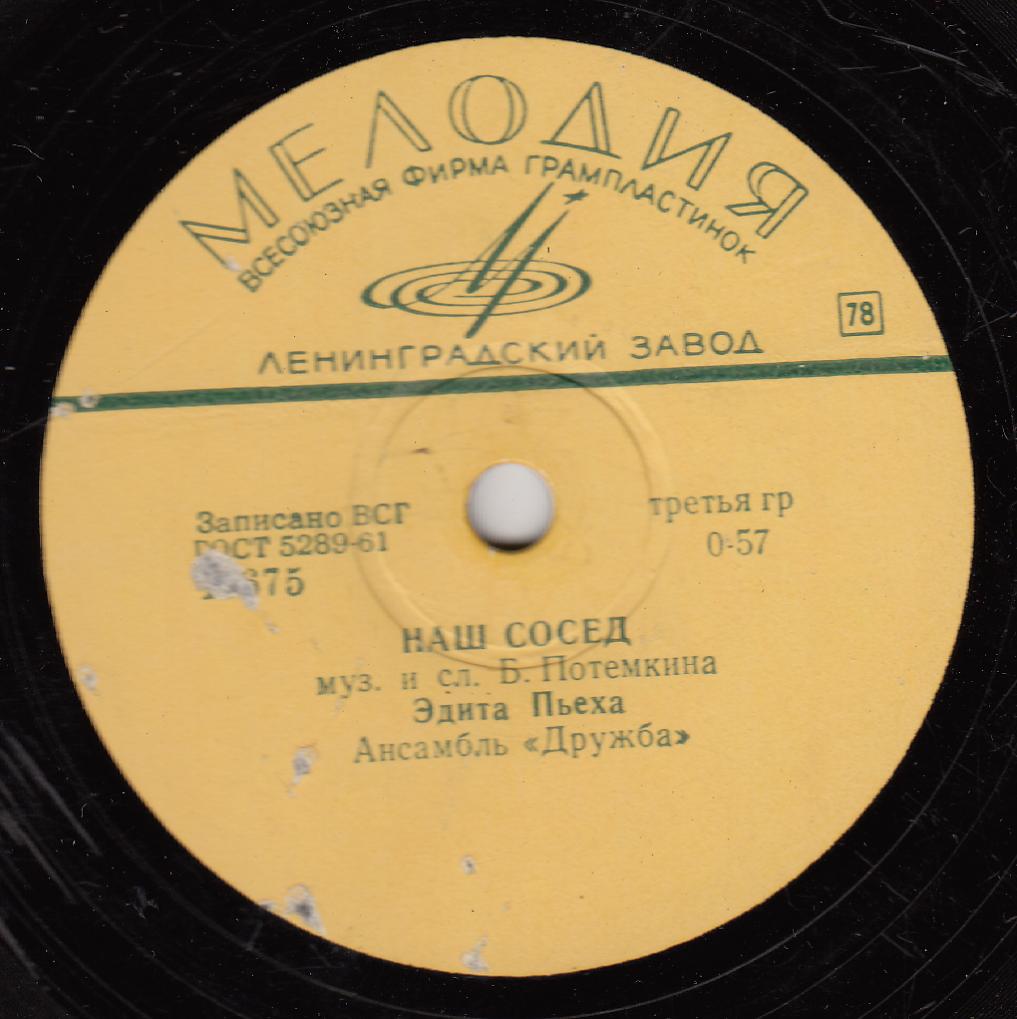 МЕЛОДИЯ
ВСЕСОЮЗНАЯ ФИРМА ГРАМПЛАСТИНОК
78
ЛЕНИНГРАДСКИЙ ЗАВОД
Записано ВСГ
ГОСТ 5289-61
третья гр
0-57
НАШ СОСЕД
муз. и сл. Б. Потемкина
Эдита Пьеха
Ансамбль «Дружба»